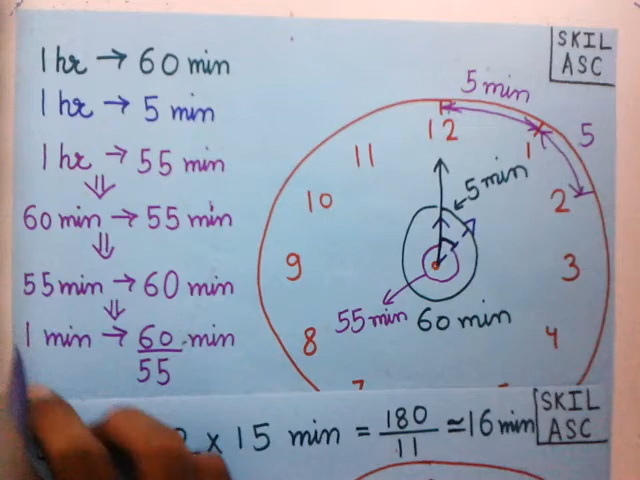 1 hr → 60 min
1 hr → 5 min
1 hr → 55 min
⇓
60 min → 55 min
⇓
55 min → 60 min
⇓
1 min → 60/55 min
SKIL
ASC
5 min
5
12
1
2
3
4
8
9
10
11
5 min
55 min
60 min
x 15 min = 180/11 ≃ 16 min
SKIL
ASC